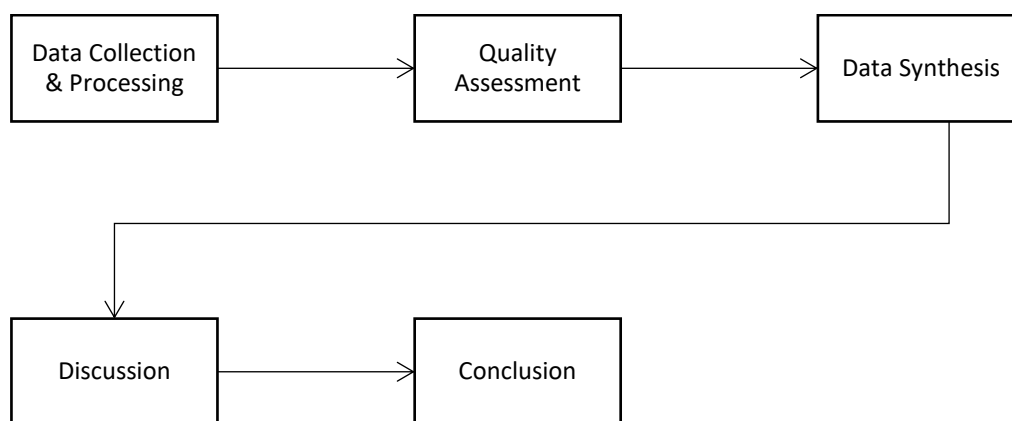 Data Collection
& Processing
Quality
Assessment
Data Synthesis
Discussion
Conclusion